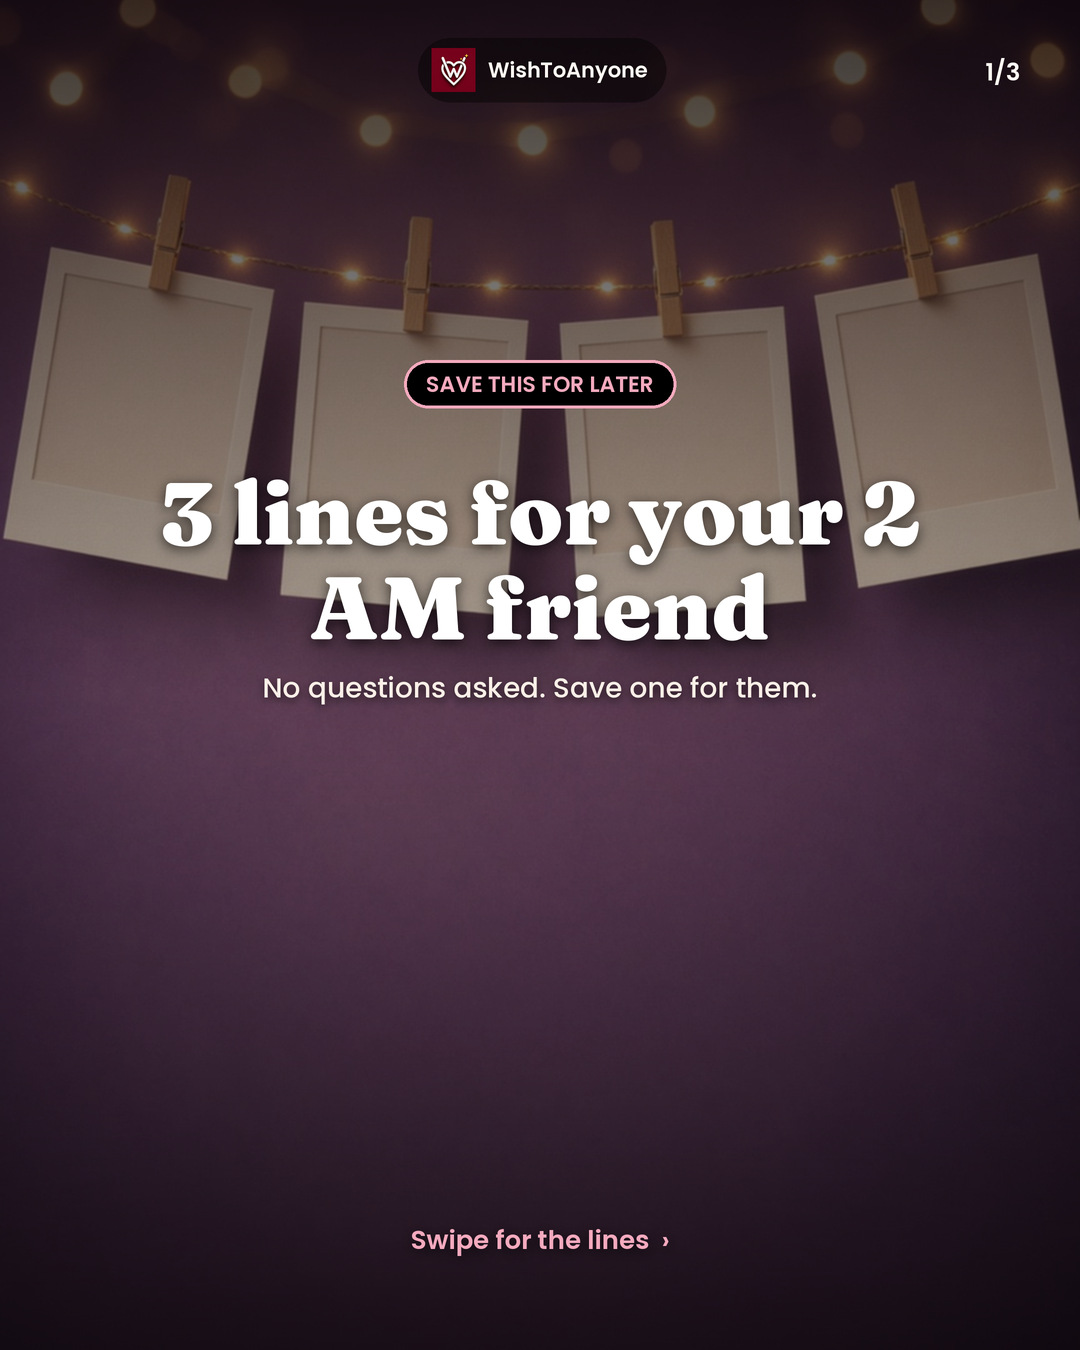 WishToAnyone
1/3
SAVE THIS FOR LATER
3 lines for your 2
AM friend
No questions asked. Save one for them.
Swipe for the lines ›